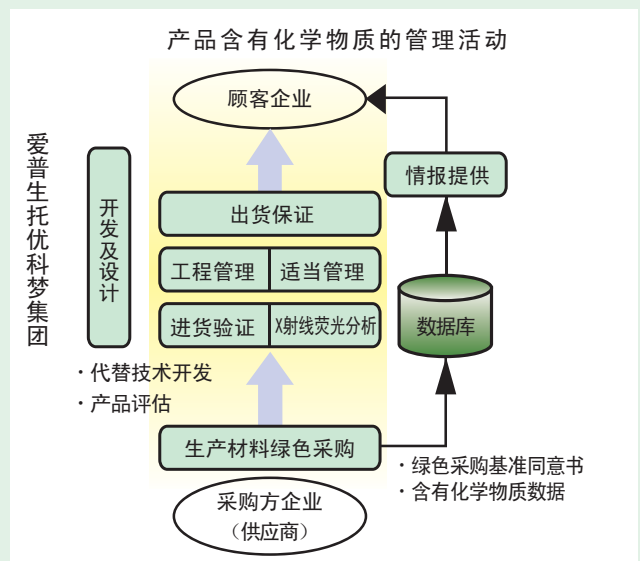 产品含有化学物质的管理活动
顾客企业
爱普生托优科梦集团
开发及设计
情报提供
出货保证
工程管理 适当管理
进货验证 X射线荧光分析
数据库
·代替技术开发
·产品评估
生产材料绿色采购
·绿色采购基准同意书
·含有化学物质数据
采购方企业
（供应商）